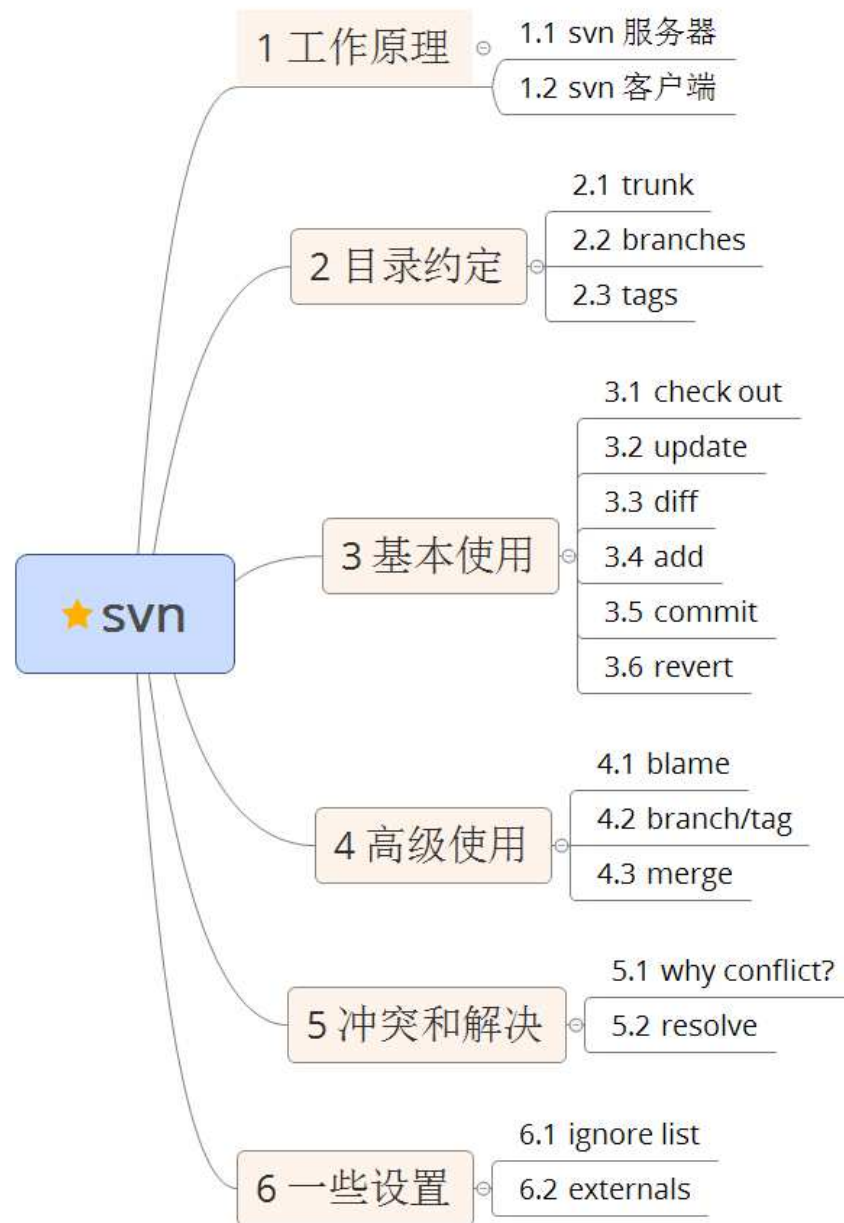 1 工作原理
1.1 svn 服务器
1.2 svn 客户端
2 目录约定
2.1 trunk
2.2 branches
2.3 tags
svn
3 基本使用
3.1 check out
3.2 update
3.3 diff
3.4 add
3.5 commit
3.6 revert
4 高级使用
4.1 blame
4.2 branch/tag
4.3 merge
5 冲突和解决
5.1 why conflict?
5.2 resolve
6 一些设置
6.1 ignore list
6.2 externals